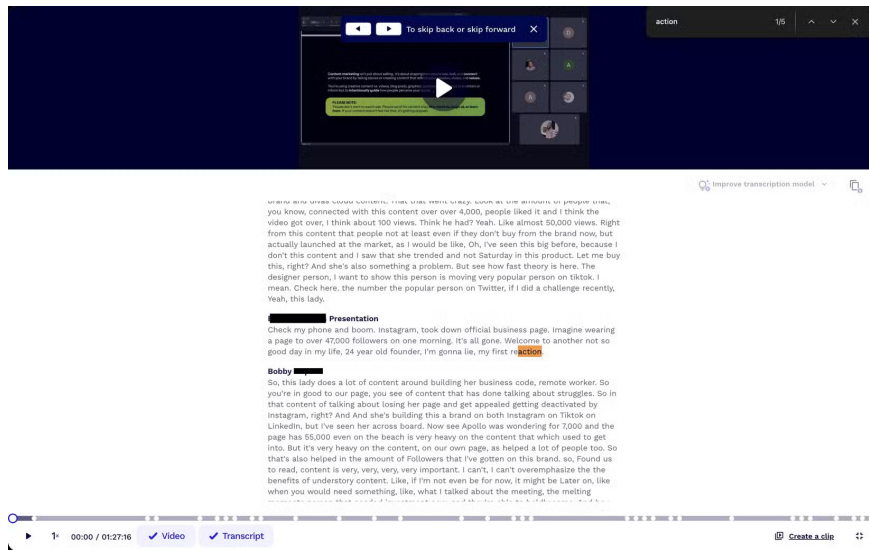 To skip back or skip forward
action
1/5
Improve transcription model
you know, connected with this content over over 4,000, people liked it and I think the
video got over, I think about 100 views. Think he had? Yeah. Like almost 50,000 views. Right
from this content that people not at least even if they don't buy from the brand now, but
actually launched at the market, as I would be like, Oh, I've seen this big before, because I
don't this content and I saw that she trended and not Saturday in this product. Let me buy
this, right? And she's also something a problem. But see how fast theory is here. The
designer person, I want to show this person is moving very popular person on tiktok. I
mean. Check here. the number the popular person on Twitter, if I did a challenge recently,
Yeah, this lady.
Presentation
Check my phone and boom. Instagram, took down official business page. Imagine wearing
a page to over 47,000 followers on one morning. It's all gone. Welcome to another not so
good day in my life, 24 year old founder, I'm gonna lie, my first reaction.
Bobby
So, this lady does a lot of content around building her business code, remote worker. So
you're in good to our page, you see of content that has done talking about struggles. So in
that content of talking about losing her page and get appealed getting deactivated by
Instagram, right? And And she's building this a brand on both Instagram on Tiktok on
LinkedIn, but I've seen her across board. Now see Apollo was wondering for 7,000 and the
page has 55,000 even on the beach is very heavy on the content that which used to get
into. But it's very heavy on the content, on our own page, as helped a lot of people too. So
that's also helped in the amount of Followers that I've gotten on this brand. so, Found us
to read, content is very, very, very, very important. I can't, I can't overemphasize the the
benefits of understory content. Like, if I'm not even be for now, it might be Later on, like
when you would need something, like, what I talked about the meeting, the melting
1x 00:00 / 01:27:16 Video Transcript
Create a clip